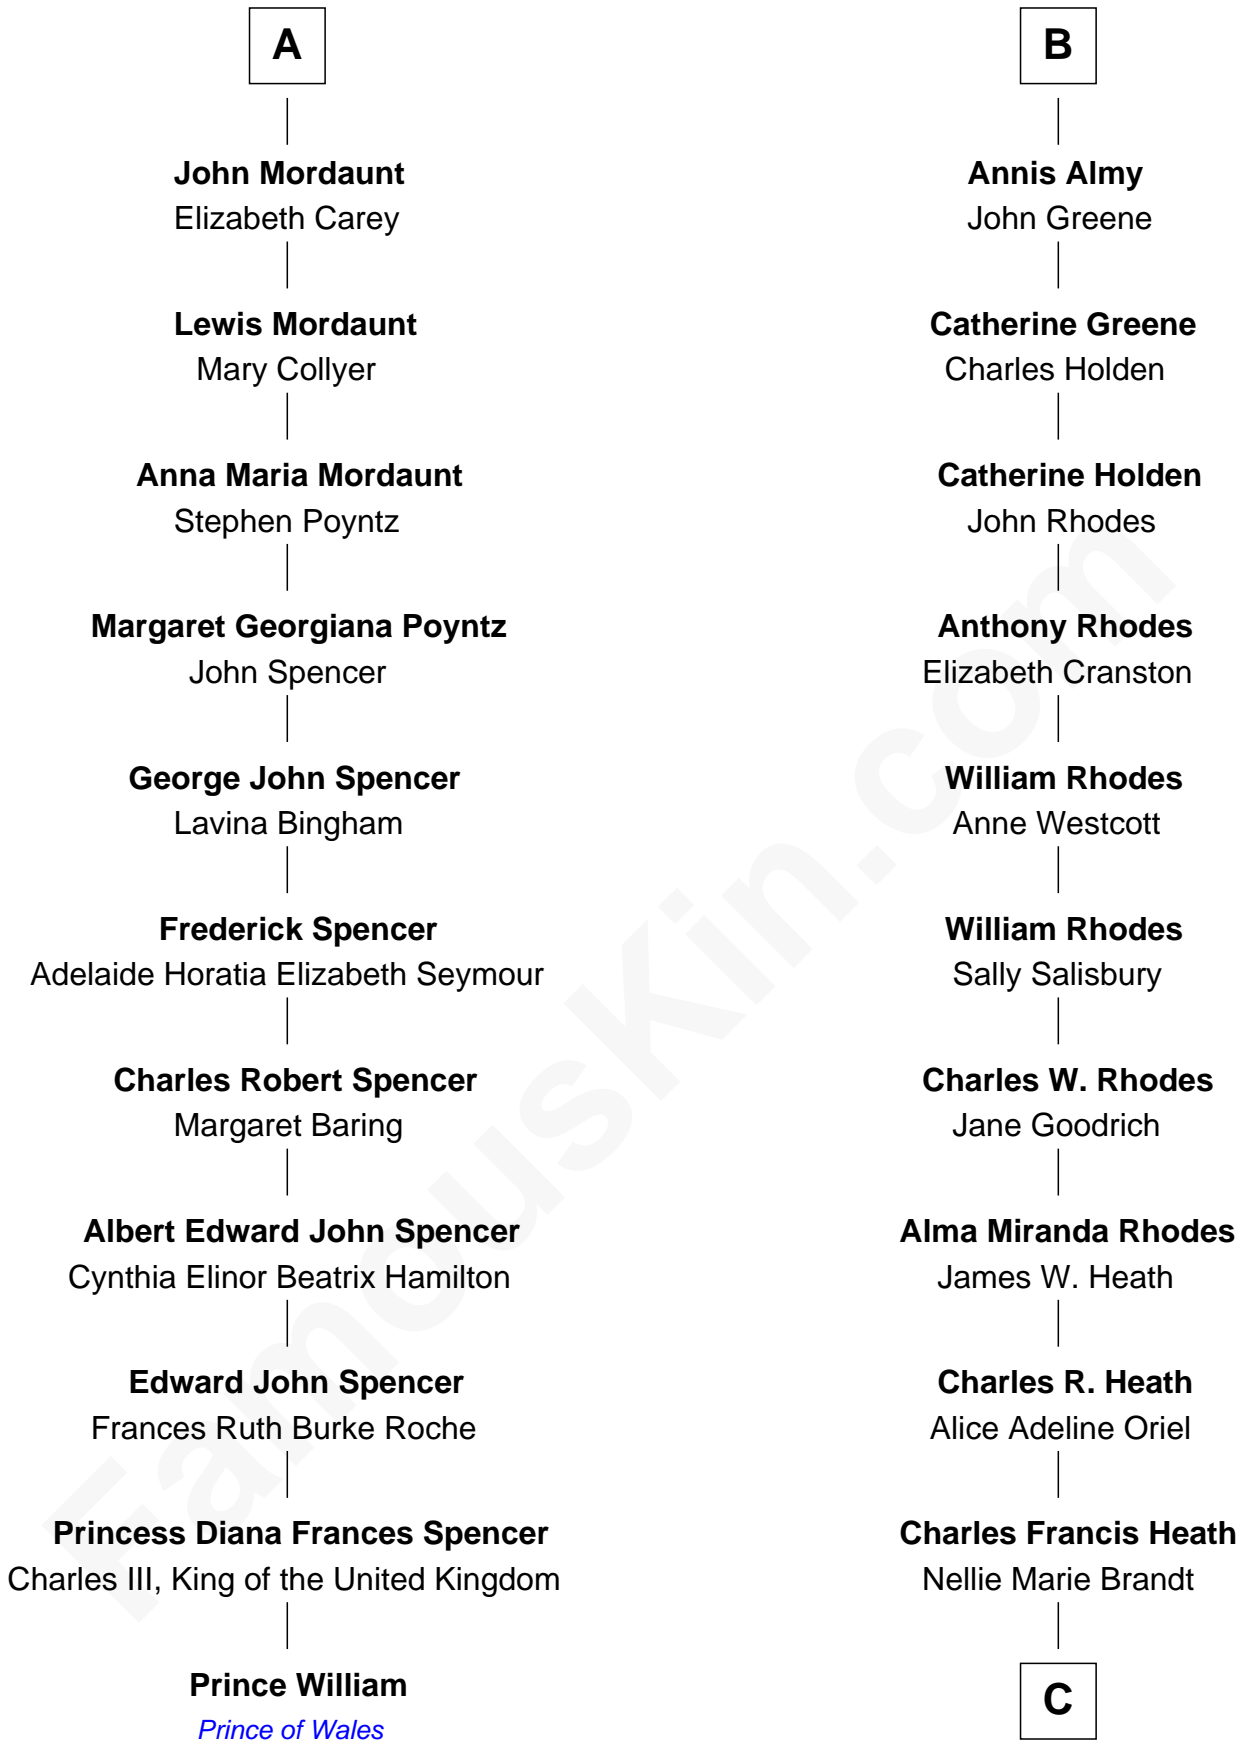 A
John Mordaunt
Elizabeth Carey
Lewis Mordaunt
Mary Collyer
Anna Maria Mordaunt
Stephen Poyntz
Margaret Georgiana Poyntz
John Spencer
George John Spencer
Lavina Bingham
Frederick Spencer
Adelaide Horatia Elizabeth Seymour
Charles Robert Spencer
Margaret Baring
Albert Edward John Spencer
Cynthia Elinor Beatrix Hamilton
Edward John Spencer
Frances Ruth Burke Roche
Princess Diana Frances Spencer
Charles III, King of the United Kingdom
Prince William
Prince of Wales
B
Annis Almy
John Greene
Catherine Greene
Charles Holden
Catherine Holden
John Rhodes
Anthony Rhodes
Elizabeth Cranston
William Rhodes
Anne Westcott
William Rhodes
Sally Salisbury
Charles W. Rhodes
Jane Goodrich
Alma Miranda Rhodes
James W. Heath
Charles R. Heath
Alice Adeline Oriel
Charles Francis Heath
Nellie Marie Brandt
C
FamousKin.com